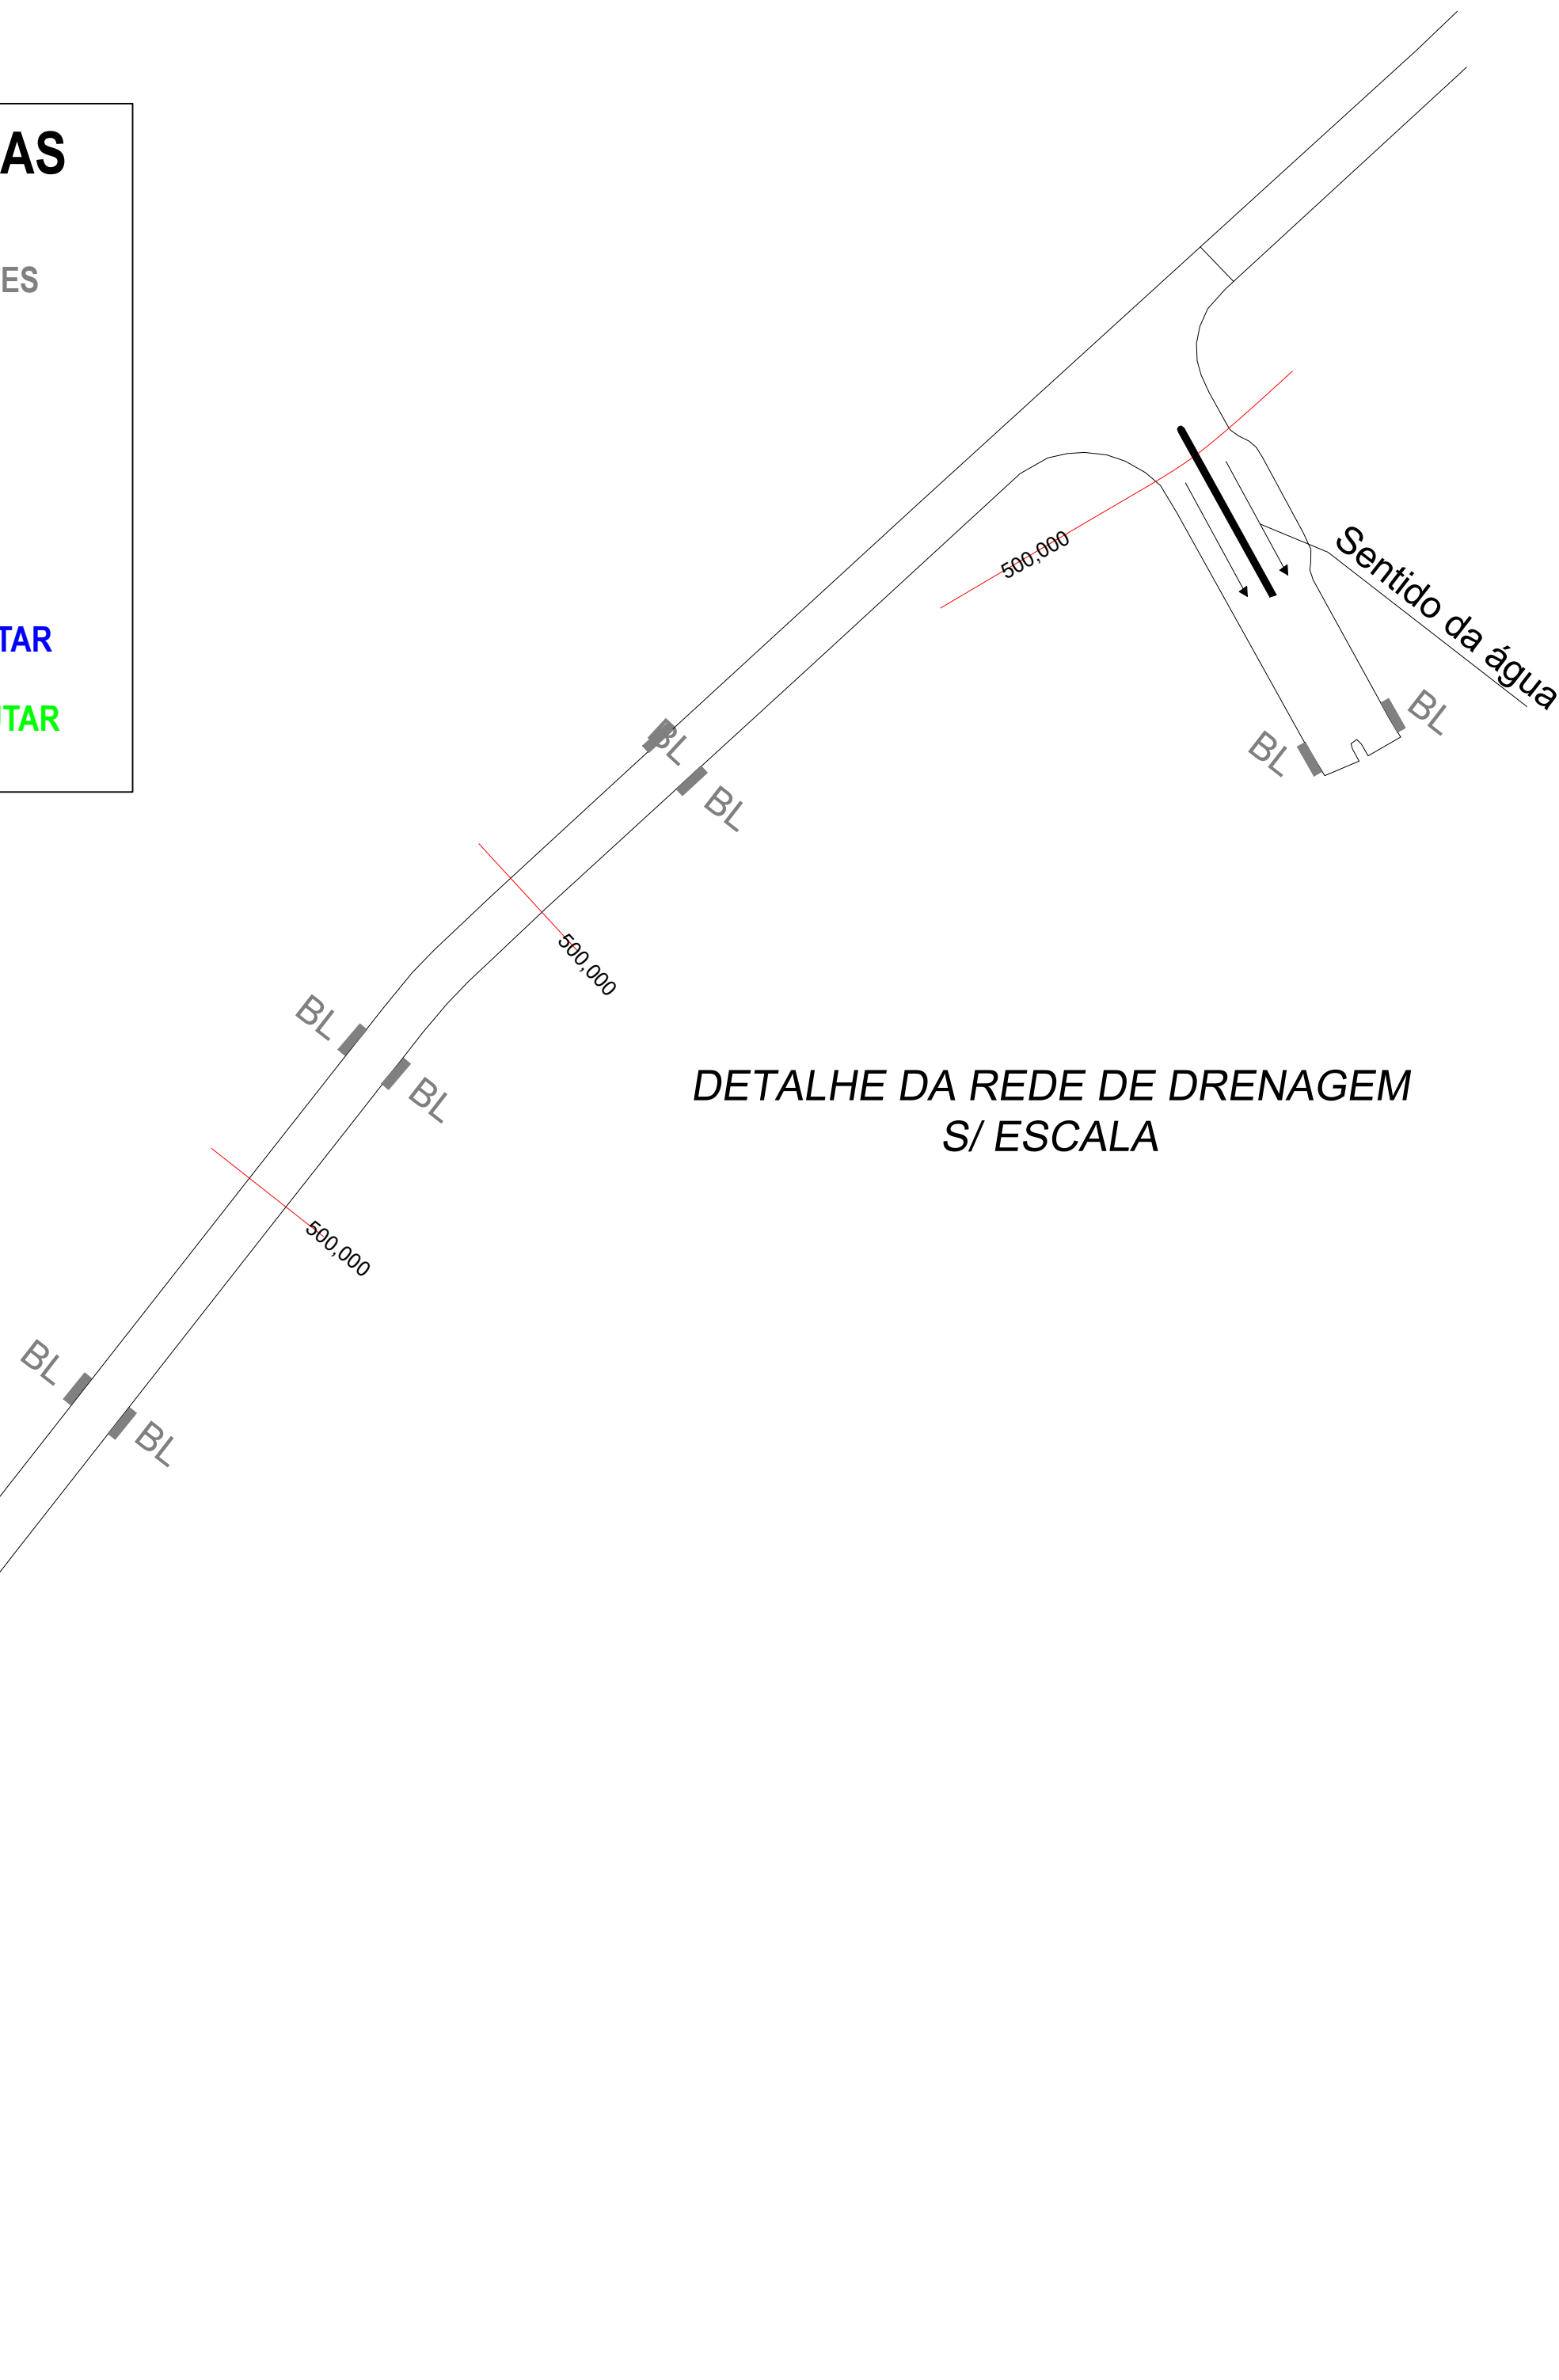 AS
ES
TAR
UTAR
500,000
Sentido da água
BL
BL
BL
BL
500,000
BL
BL
DETALHE DA REDE DE DRENAGEM
S/ ESCALA
500,000
BL
BL